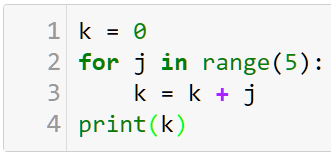 1 k = 0
2 for j in range(5):
3     k = k + j
4 print(k)